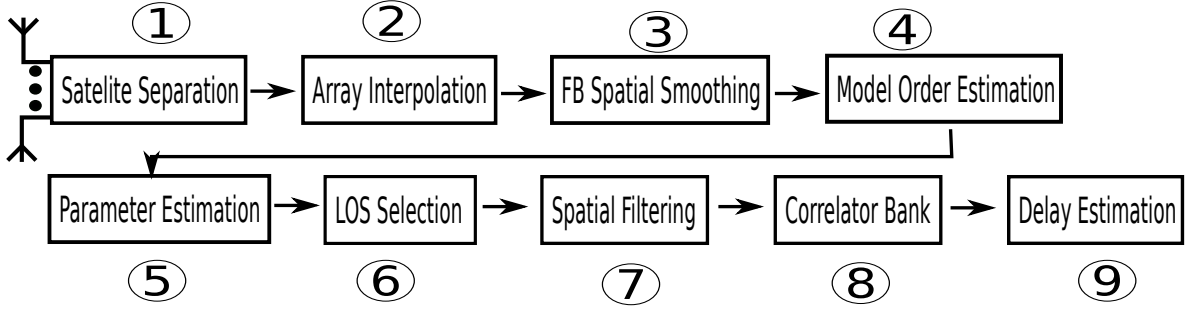 ① ② ③ ④
Satelite Separation Array Interpolation FB Spatial Smoothing Model Order Estimation
Parameter Estimation LOS Selection Spatial Filtering Correlator Bank Delay Estimation
⑤ ⑥ ⑦ ⑧ ⑨